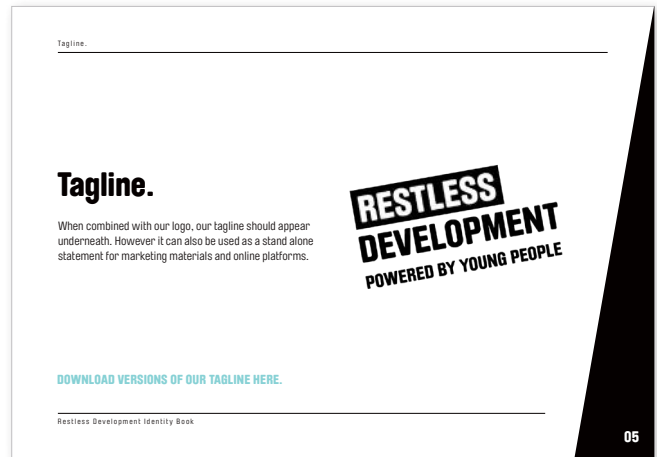 Tagline.
Tagline.
When combined with our logo, our tagline should appear
underneath. However it can also be used as a stand alone
statement for marketing materials and online platforms.
RESTLESS
DEVELOPMENT
POWERED BY YOUNG PEOPLE
DOWNLOAD VERSIONS OF OUR TAGLINE HERE.
Restless Development Identity Book
05